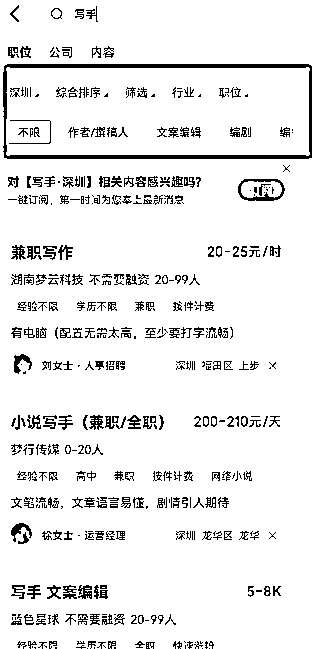 写手
职位 公司 内容
深圳 综合排序 筛选 行业 职位
不限 作者/撰稿人 文案编辑 编剧 编
对【写手·深圳】相关内容感兴趣吗?
一键订阅，第一时间为您奉上最新消息
兼职写作 20-25元/时
湖南梦云科技 不需要融资 20-99人
经验不限 学历不限 兼职 按件计费
有电脑（配置无需太高，至少要打字流畅）
刘女士·人事招聘 深圳 福田区 上步
小说写手（兼职/全职） 200-210元/天
梦行传媒 0-20人
经验不限 高中 兼职 按件计费 网络小说
文笔流畅，文章语言易懂，剧情引人期待
徐女士·运营经理 深圳 龙华区 龙华
写手 文案编辑 5-8K
蓝色星球 不需要融资 20-99人
经验不限 学历不限 全职 快速涨粉